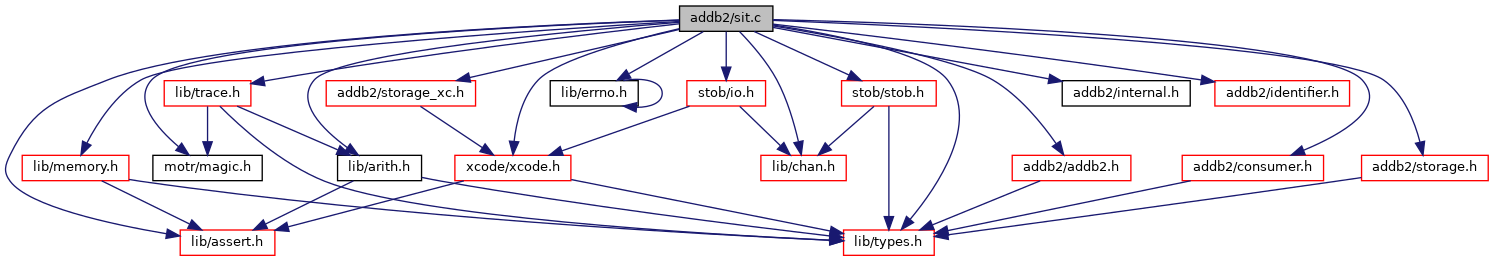 addb2/sit.c
lib/trace.h
addb2/storage_xc.h
lib/errno.h
stob/io.h
stob/stob.h
addb2/internal.h
addb2/identifier.h
lib/memory.h
motr/magic.h
lib/arith.h
xcode/xcode.h
lib/chan.h
addb2/addb2.h
addb2/consumer.h
addb2/storage.h
lib/assert.h
lib/types.h